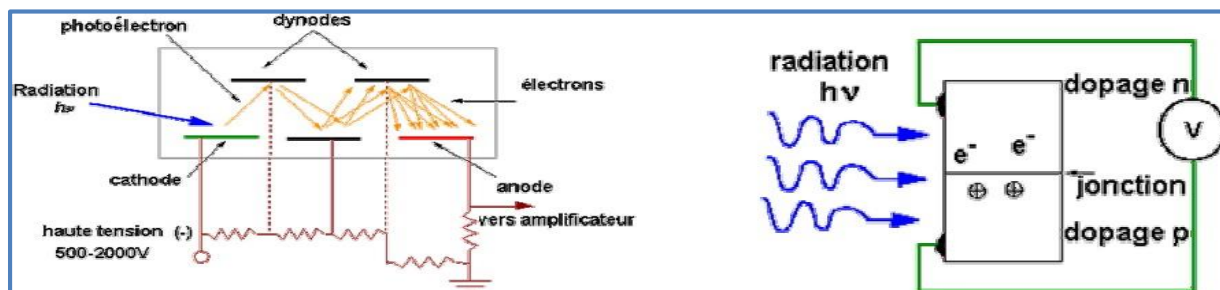 photoélectron
dynodes
Radiation
hν
électrons
cathode
anode
vers amplificateur
haute tension (-)
500-2000V
radiation
hν
dopage n
V
e- e-
⊕ ⊕
jonction
dopage p